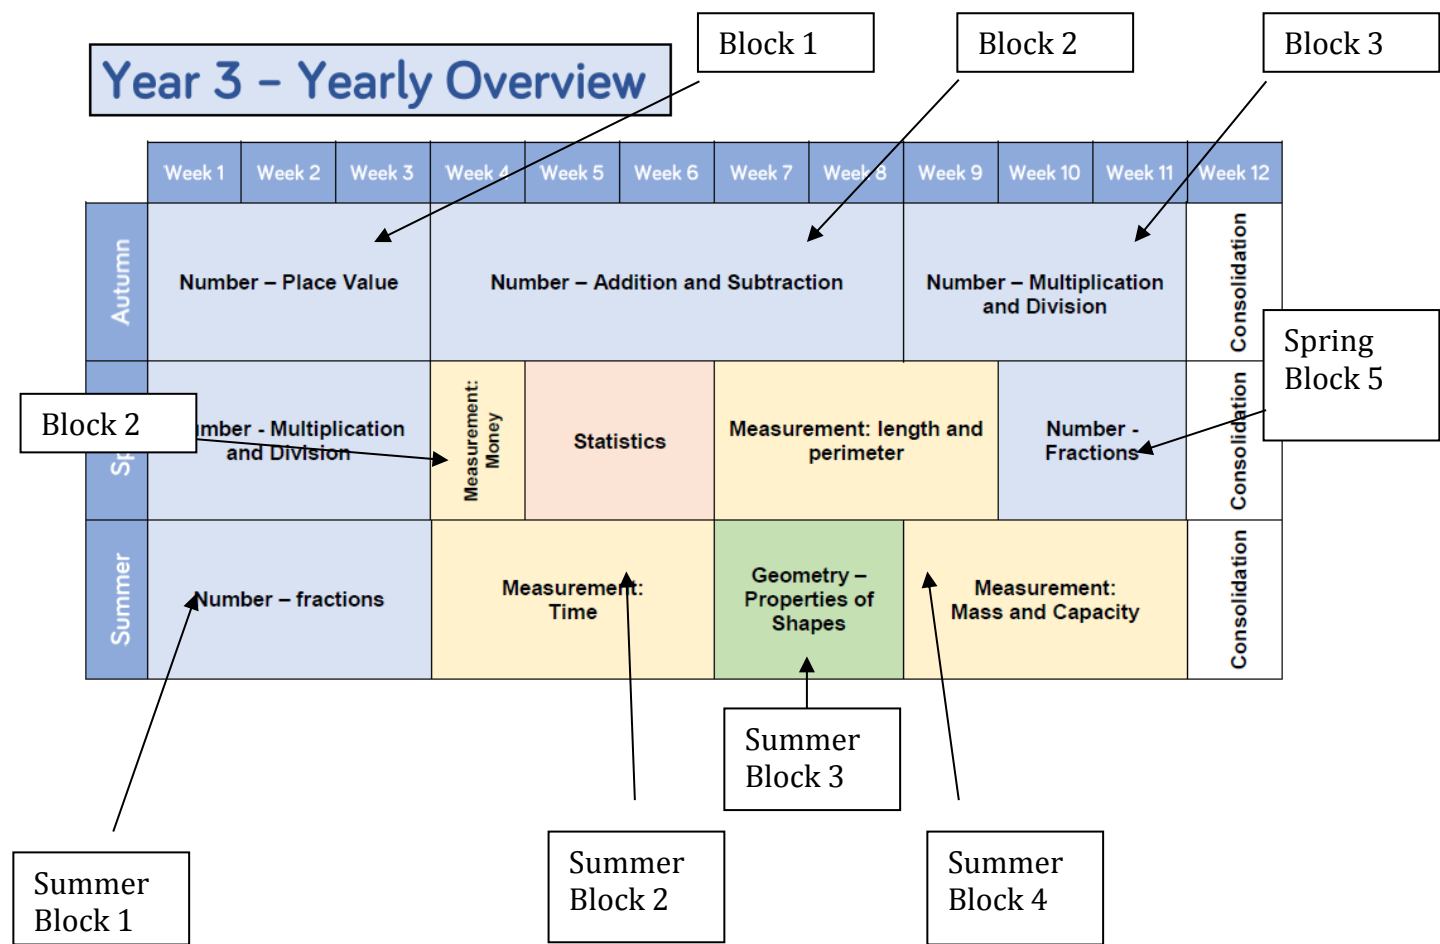 Block 1
Block 2
Block 3
Year 3 – Yearly Overview
Week 1 Week 2 Week 3 Week 4 Week 5 Week 6 Week 7 Week 8 Week 9 Week 10 Week 11 Week 12
Autumn
Number – Place Value
Number – Addition and Subtraction
Number – Multiplication
and Division
Consolidation
Spring
Block 5
Block 2
Number - Multiplication
and Division
Measurement:
Money
Statistics
Measurement: length and
perimeter
Number -
Fractions
Consolidation
Summer
Number – fractions
Measurement:
Time
Geometry –
Properties of
Shapes
Measurement:
Mass and Capacity
Consolidation
Summer
Block 3
Summer
Block 1
Summer
Block 2
Summer
Block 4